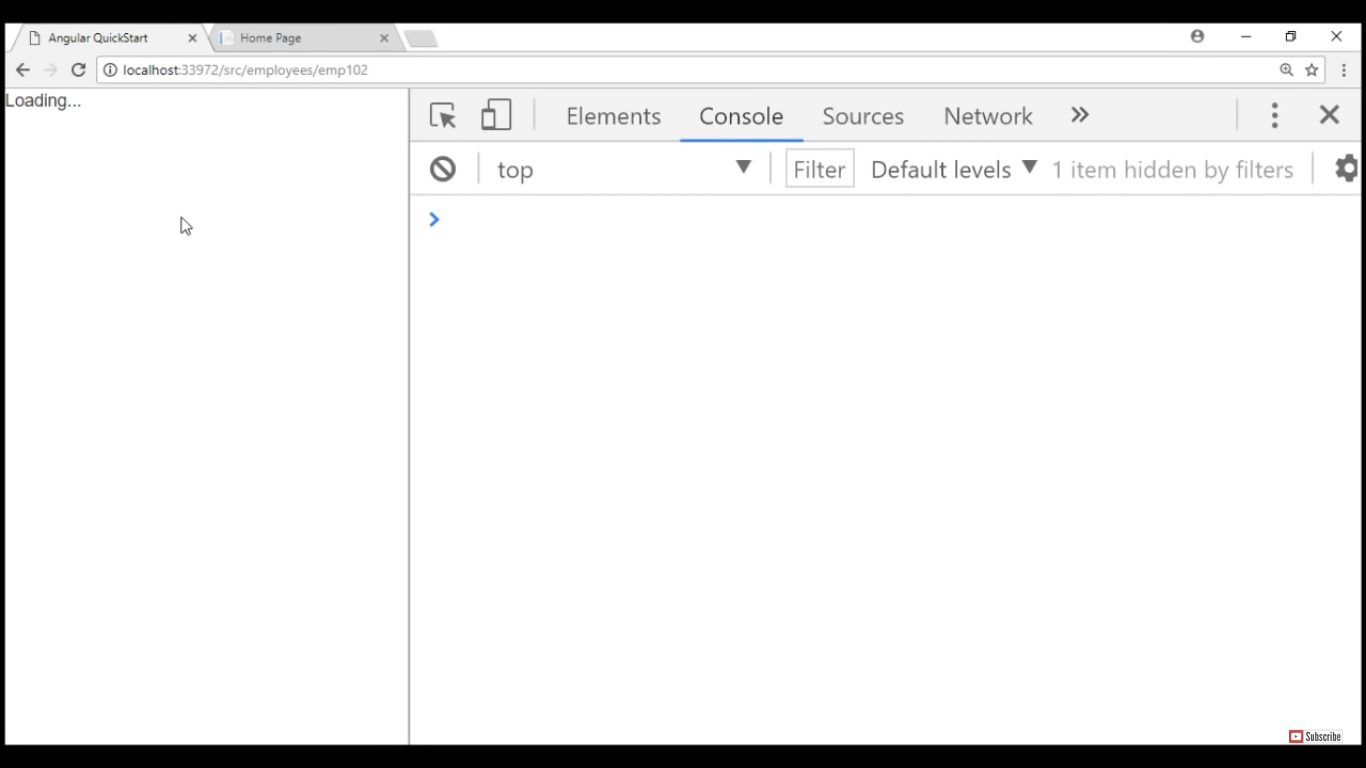 Angular QuickStart
Home Page
localhost:33972/src/employees/emp102
Loading...
Elements Console Sources Network
top Filter Default levels 1 item hidden by filters
Subscribe